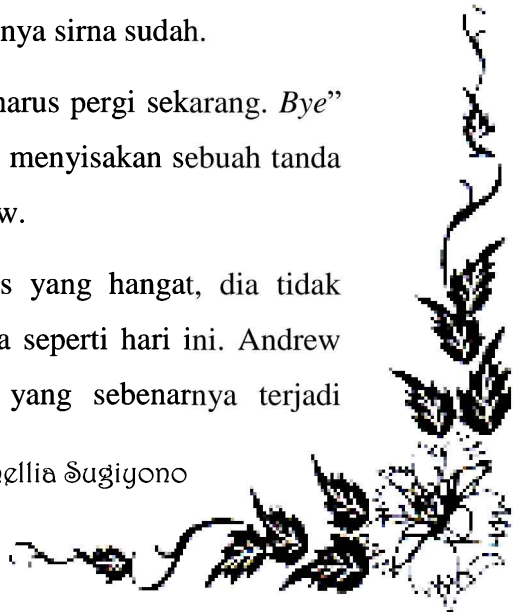 nya sirna sudah.
harus pergi sekarang. Bye”
menyisakan sebuah tanda
w.
s yang hangat, dia tidak
a seperti hari ini. Andrew
yang sebenarnya terjadi
ellia Sugiyono